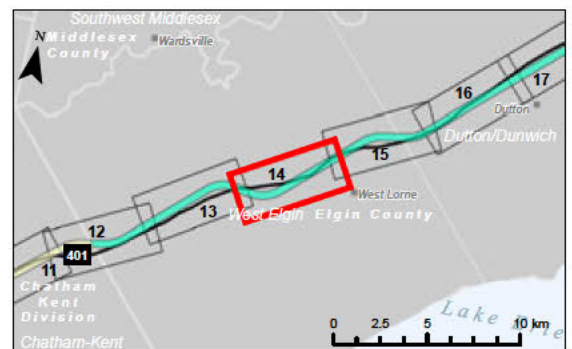 Southwest Middlesex
N
Middlesex
County
Wardsville
16
17
Dutton
Dutton/Dunwich
14
15
13
West Lorne
West Elgin Elgin County
12
401
11
Chatham
Kent
Division
Chatham-Kent
Lake Erie
0 2.5 5 10 km